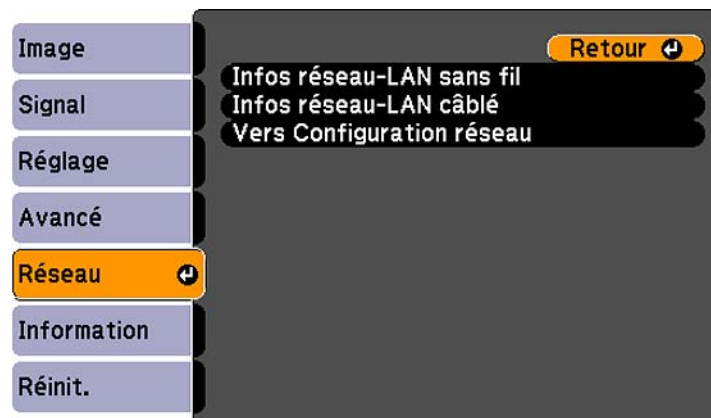 Image
Signal
Réglage
Avancé
Réseau
Information
Réinit.
Retour
Infos réseau-LAN sans fil
Infos réseau-LAN câblé
Vers Configuration réseau